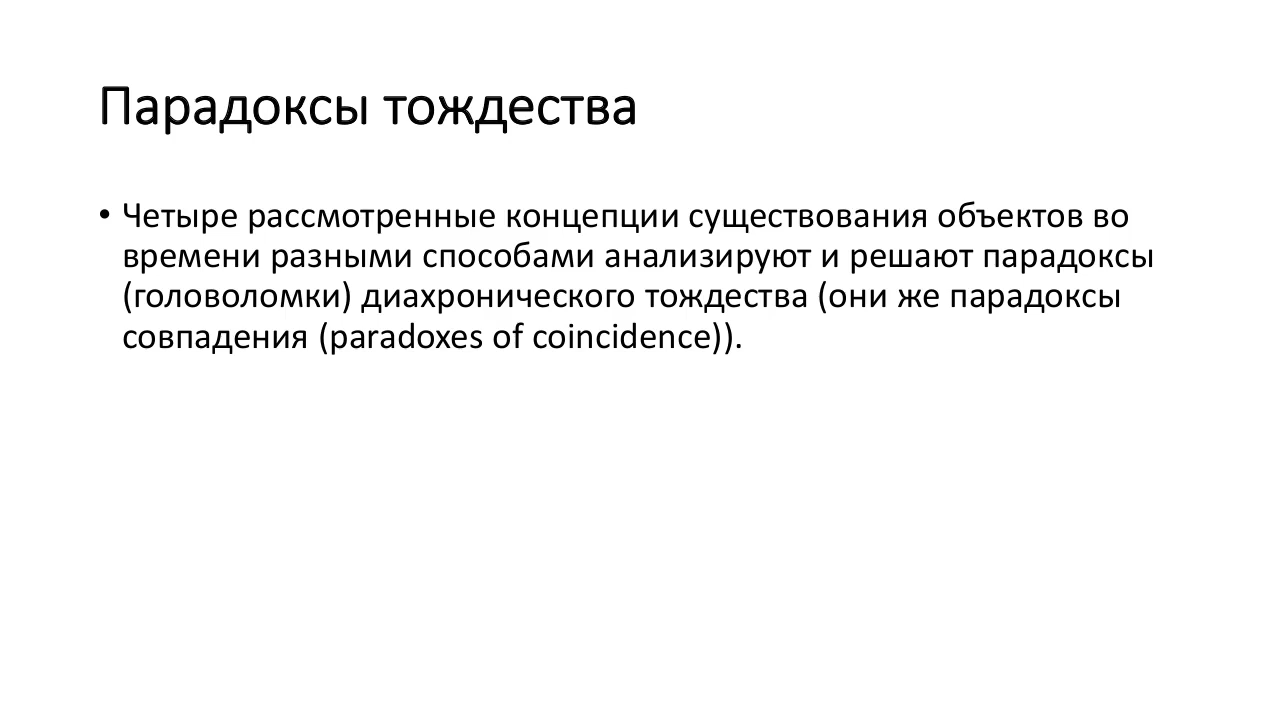 Парадоксы тождества
• Четыре рассмотренные концепции существования объектов во
времени разными способами анализируют и решают парадоксы
(головоломки) диахронического тождества (они же парадоксы
совпадения (paradoxes of coincidence)).